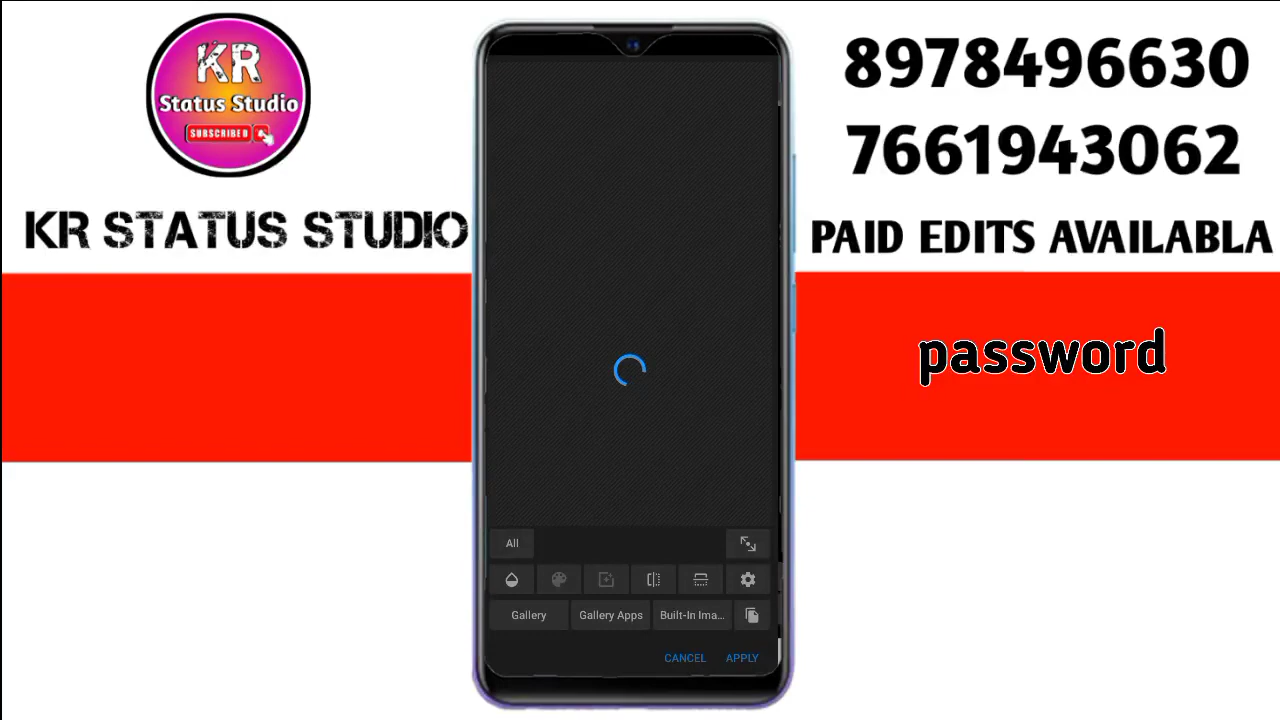 KR
Status Studio
SUBSCRIBED
KR STATUS STUDIO
8978496630
7661943062
PAID EDITS AVAILABLA
password
All
Gallery
Gallery Apps
Built-In Ima...
CANCEL
APPLY